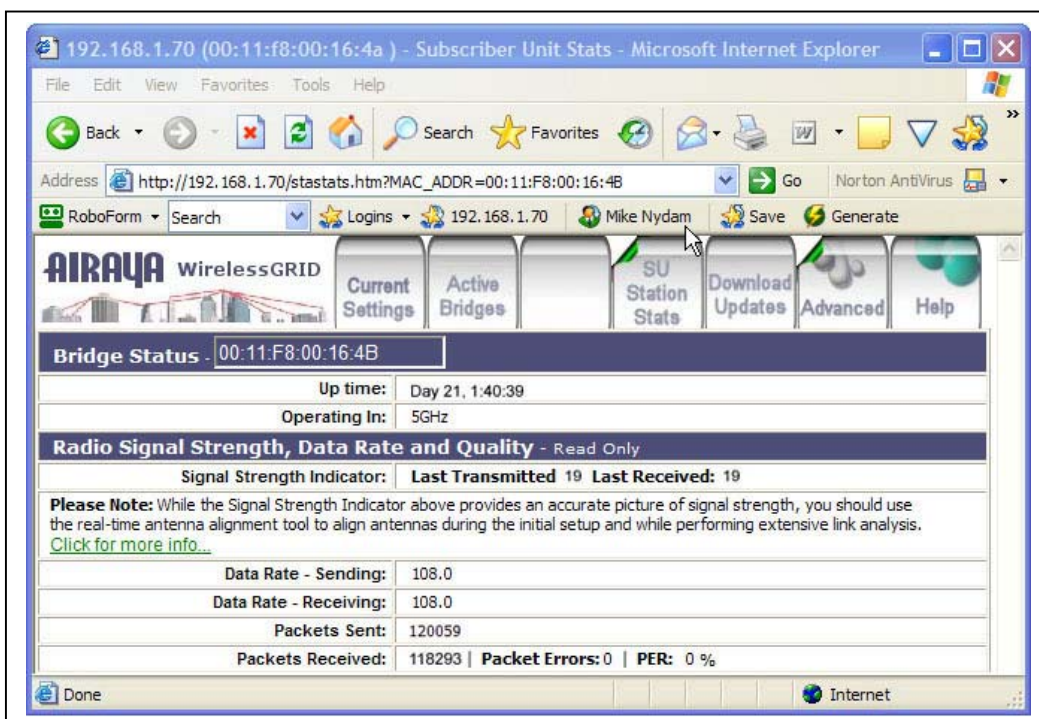 192.168.1.70 (00:11:f8:00:16:4a ) - Subscriber Unit Stats - Microsoft Internet Explorer
File Edit View Favorites Tools Help
Back Search Favorites »
Address http://192.168.1.70/stastats.htm?MAC_ADDR=00:11:F8:00:16:4B Go Norton AntiVirus
RoboForm Search Logins 192.168.1.70 Mike Nydam Save Generate
AIRAYA WIRELESSGRID
Current Settings
Active Bridges
SU Station Stats
Download Updates
Advanced
Help
Bridge Status - 00:11:F8:00:16:4B
Up time: Day 21, 1:40:39
Operating In: 5GHz
Radio Signal Strength, Data Rate and Quality - Read Only
Signal Strength Indicator: Last Transmitted 19 Last Received: 19
Please Note: While the Signal Strength Indicator above provides an accurate picture of signal strength, you should use
the real-time antenna alignment tool to align antennas during the initial setup and while performing extensive link analysis.
Click for more info...
Data Rate - Sending: 108.0
Data Rate - Receiving: 108.0
Packets Sent: 120059
Packets Received: 118293 | Packet Errors: 0 | PER: 0 %
Done Internet